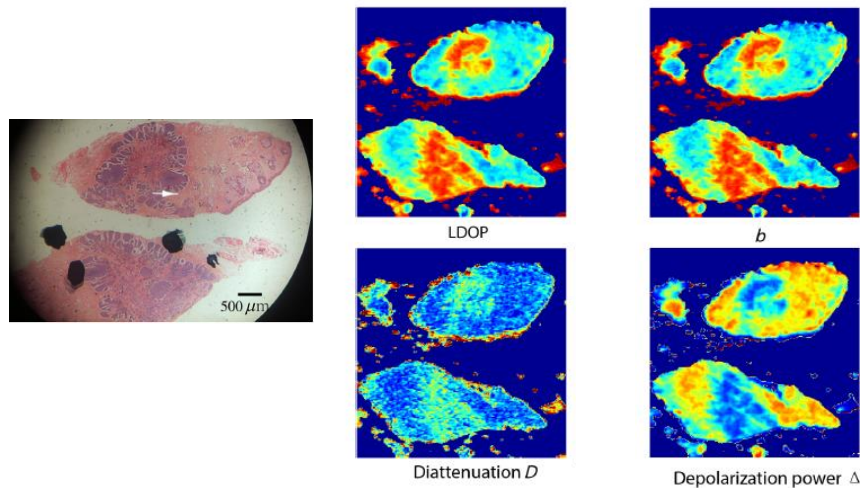 500 μm
LDOP
b
Diattenuation D
Depolarization power Δ